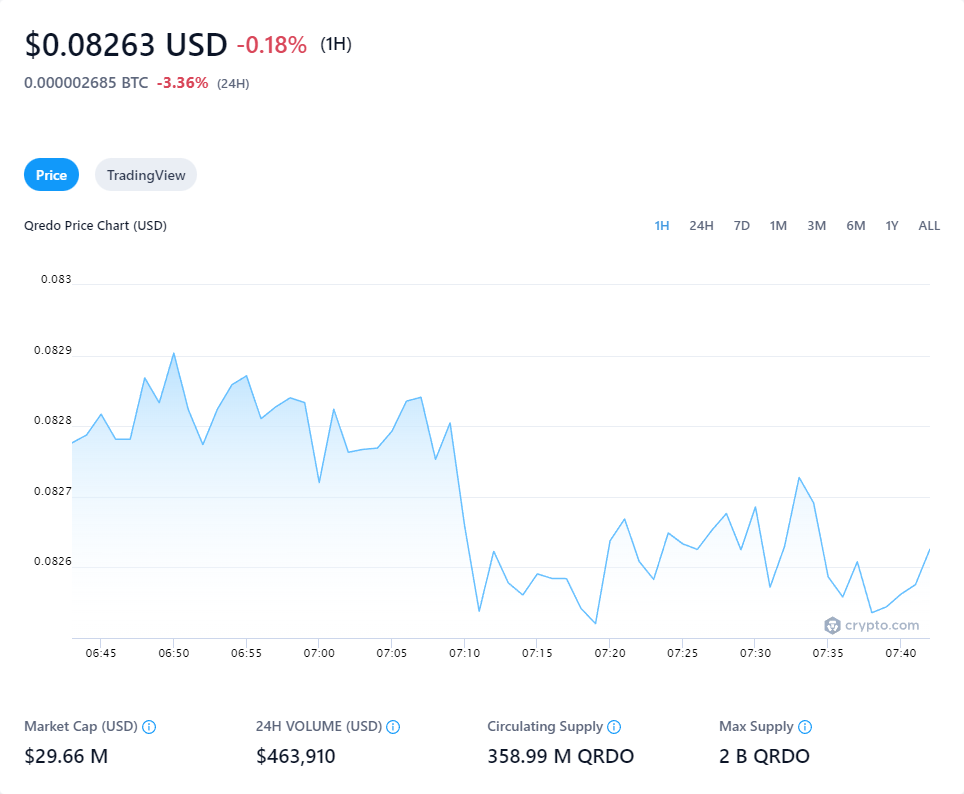 $0.08263 USD -0.18% (1H)
0.000002685 BTC -3.36% (24H)
Price TradingView
Qredo Price Chart (USD) 1H 24H 7D 1M 3M 6M 1Y ALL
0.083
0.0829
0.0828
0.0827
0.0826
crypto.com
06:45 06:50 06:55 07:00 07:05 07:10 07:15 07:20 07:25 07:30 07:35 07:40
Market Cap (USD) 24H VOLUME (USD) Circulating Supply Max Supply
$29.66 M $463,910 358.99 M QRDO 2 B QRDO